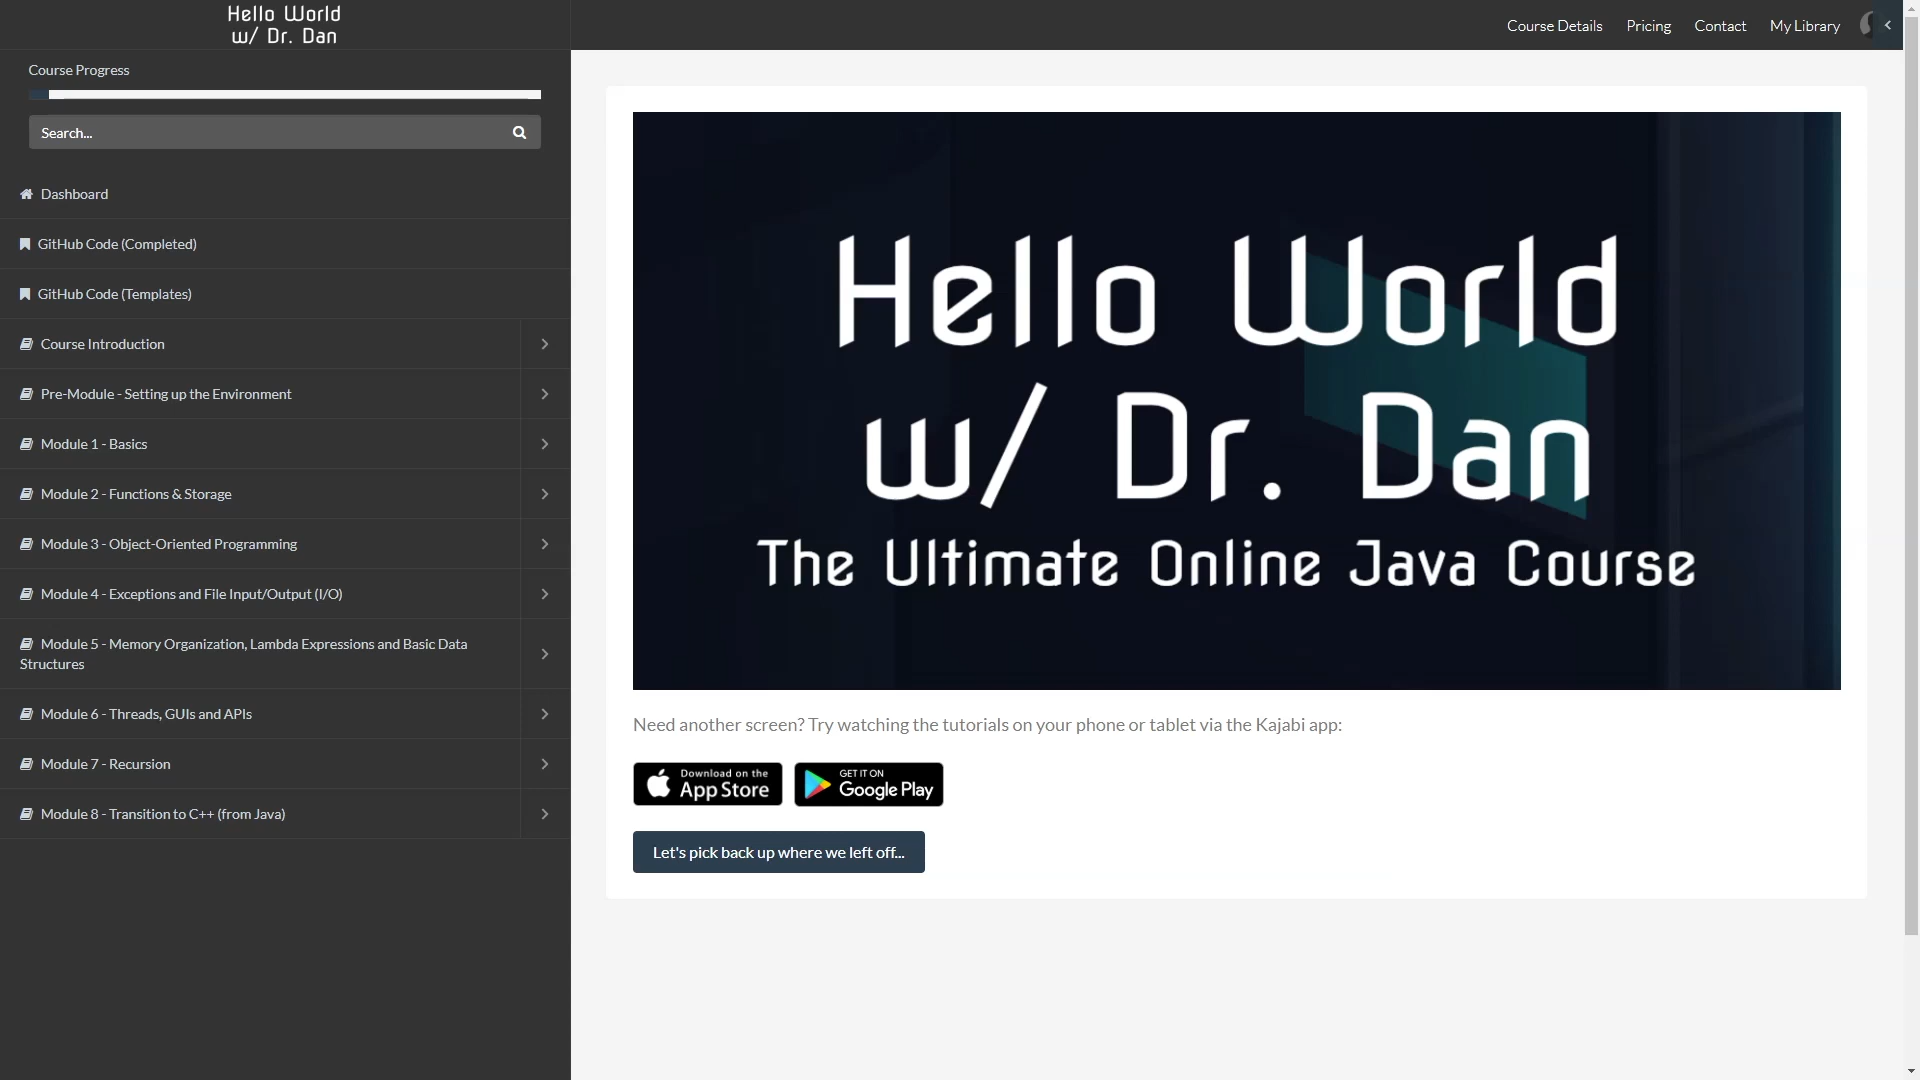 Hello World
w/ Dr. Dan
Course Details
Pricing
Contact
My Library
Course Progress
Search...
Dashboard
GitHub Code (Completed)
GitHub Code (Templates)
Course Introduction
Pre-Module - Setting up the Environment
Module 1 - Basics
Module 2 - Functions & Storage
Module 3 - Object-Oriented Programming
Module 4 - Exceptions and File Input/Output (I/O)
Module 5 - Memory Organization, Lambda Expressions and Basic Data
Structures
Module 6 - Threads, GUIs and APIs
Module 7 - Recursion
Module 8 - Transition to C++ (from Java)
Hello World
w/ Dr. Dan
The Ultimate Online Java Course
Need another screen? Try watching the tutorials on your phone or tablet via the Kajabi app:
Download on the
App Store
GET IT ON
Google Play
Let's pick back up where we left off...